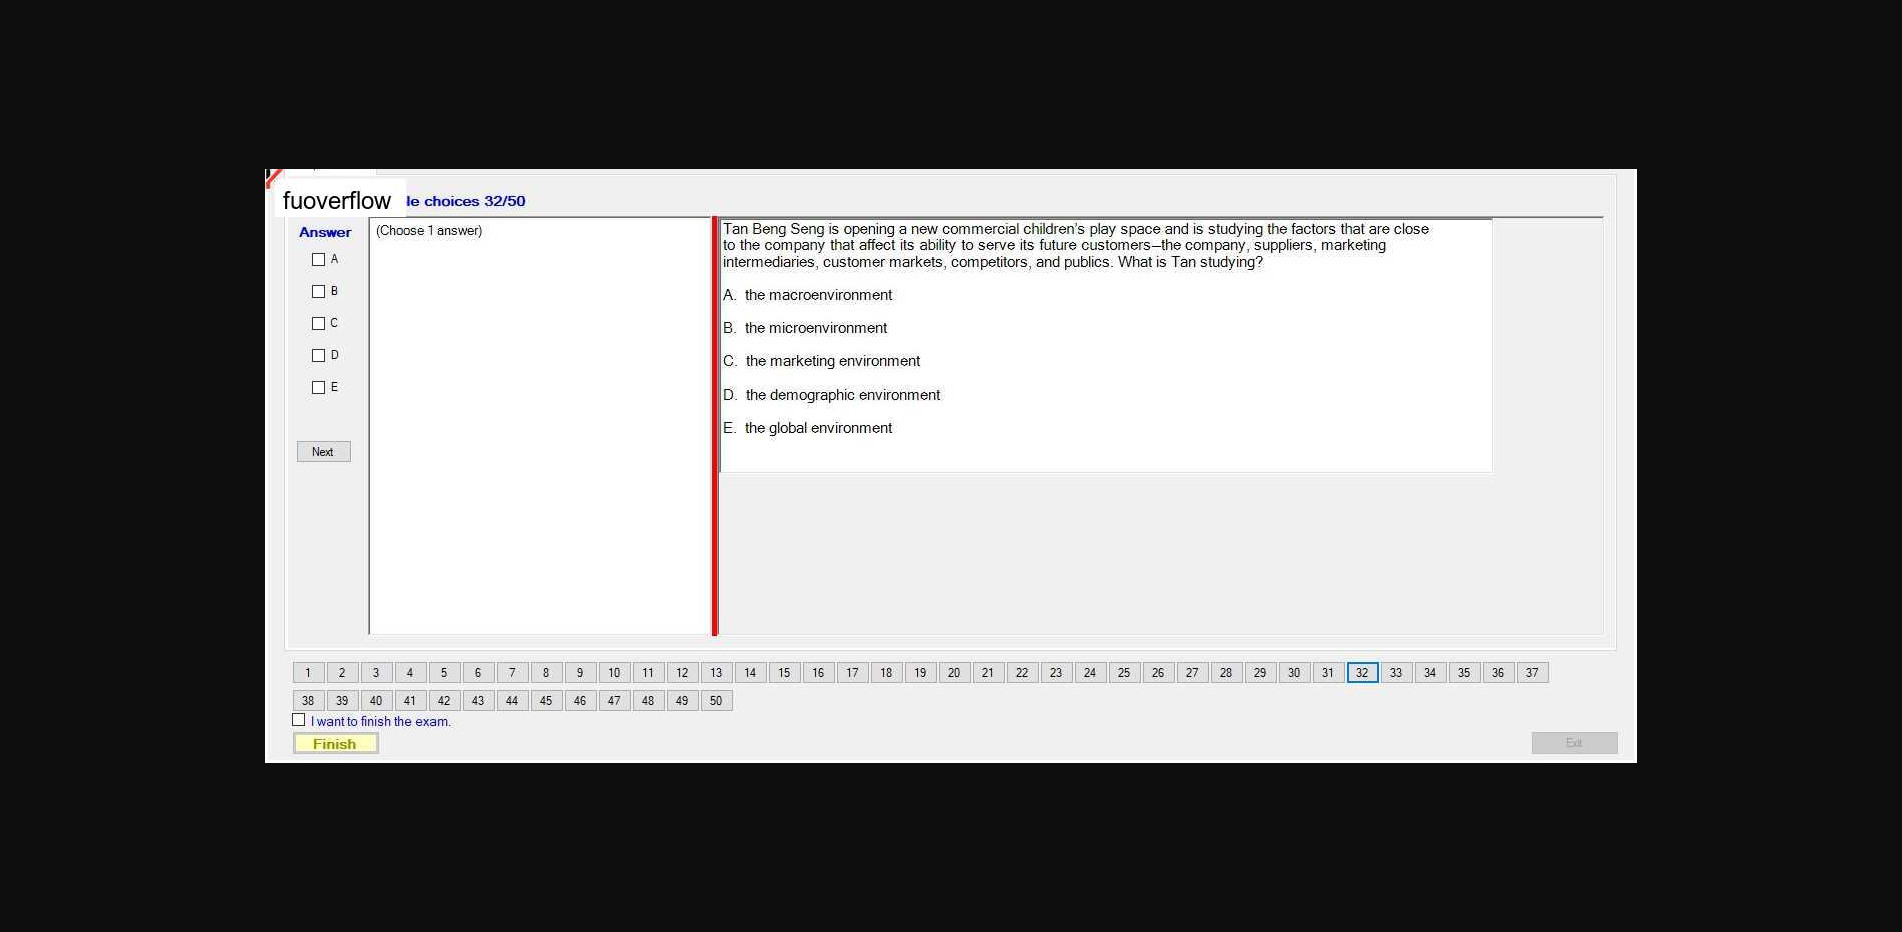 fuoverflow
le choices 32/50
Answer
(Choose 1 answer)
A
B
C
D
E
Next
Tan Beng Seng is opening a new commercial children's play space and is studying the factors that are close
to the company that affect its ability to serve its future customers–the company, suppliers, marketing
intermediaries, customer markets, competitors, and publics. What is Tan studying?
A. the macroenvironment
B. the microenvironment
C. the marketing environment
D. the demographic environment
E. the global environment
1 2 3 4 5 6 7 8 9 10 11 12 13 14 15 16 17 18 19 20 21 22 23 24 25 26 27 28 29 30 31 32 33 34 35 36 37
38 39 40 41 42 43 44 45 46 47 48 49 50
I want to finish the exam.
Finish
Exit